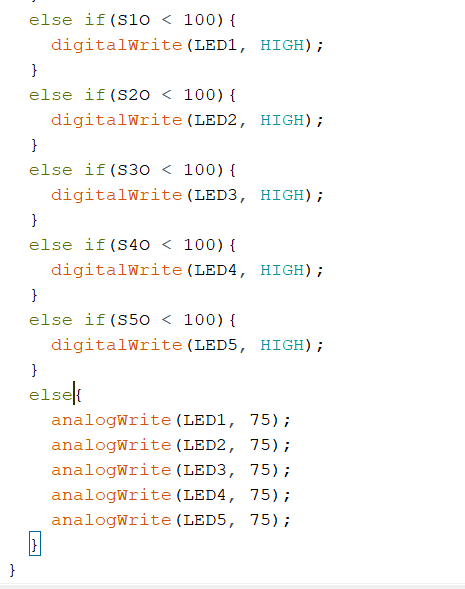 else if(S1O < 100){
digitalWrite(LED1, HIGH);
}
else if(S2O < 100){
digitalWrite(LED2, HIGH);
}
else if(S3O < 100){
digitalWrite(LED3, HIGH);
}
else if(S4O < 100){
digitalWrite(LED4, HIGH);
}
else if(S5O < 100){
digitalWrite(LED5, HIGH);
}
else{
analogWrite(LED1, 75);
analogWrite(LED2, 75);
analogWrite(LED3, 75);
analogWrite(LED4, 75);
analogWrite(LED5, 75);
}
}